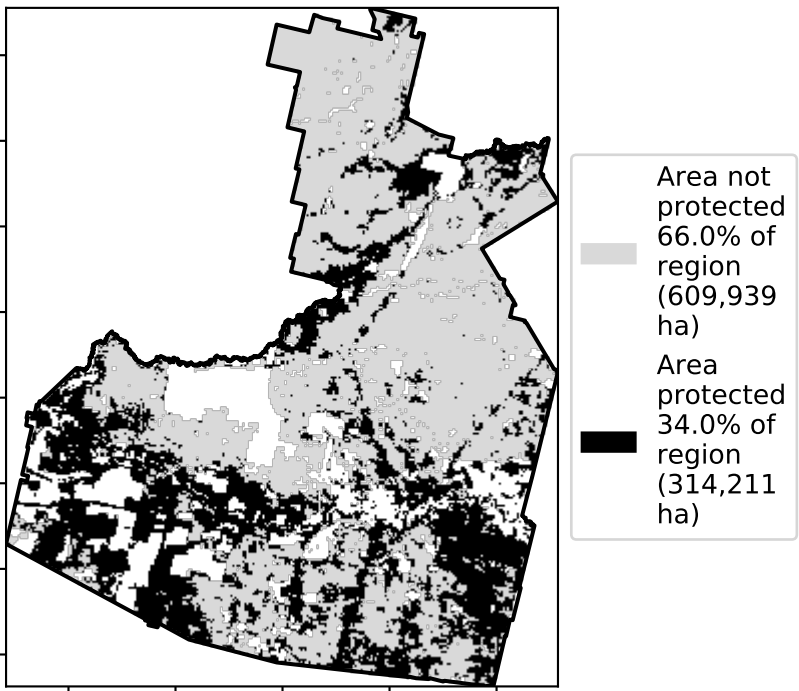 Area not
protected
66.0% of
region
(609,939
ha)
Area
protected
34.0% of
region
(314,211
ha)